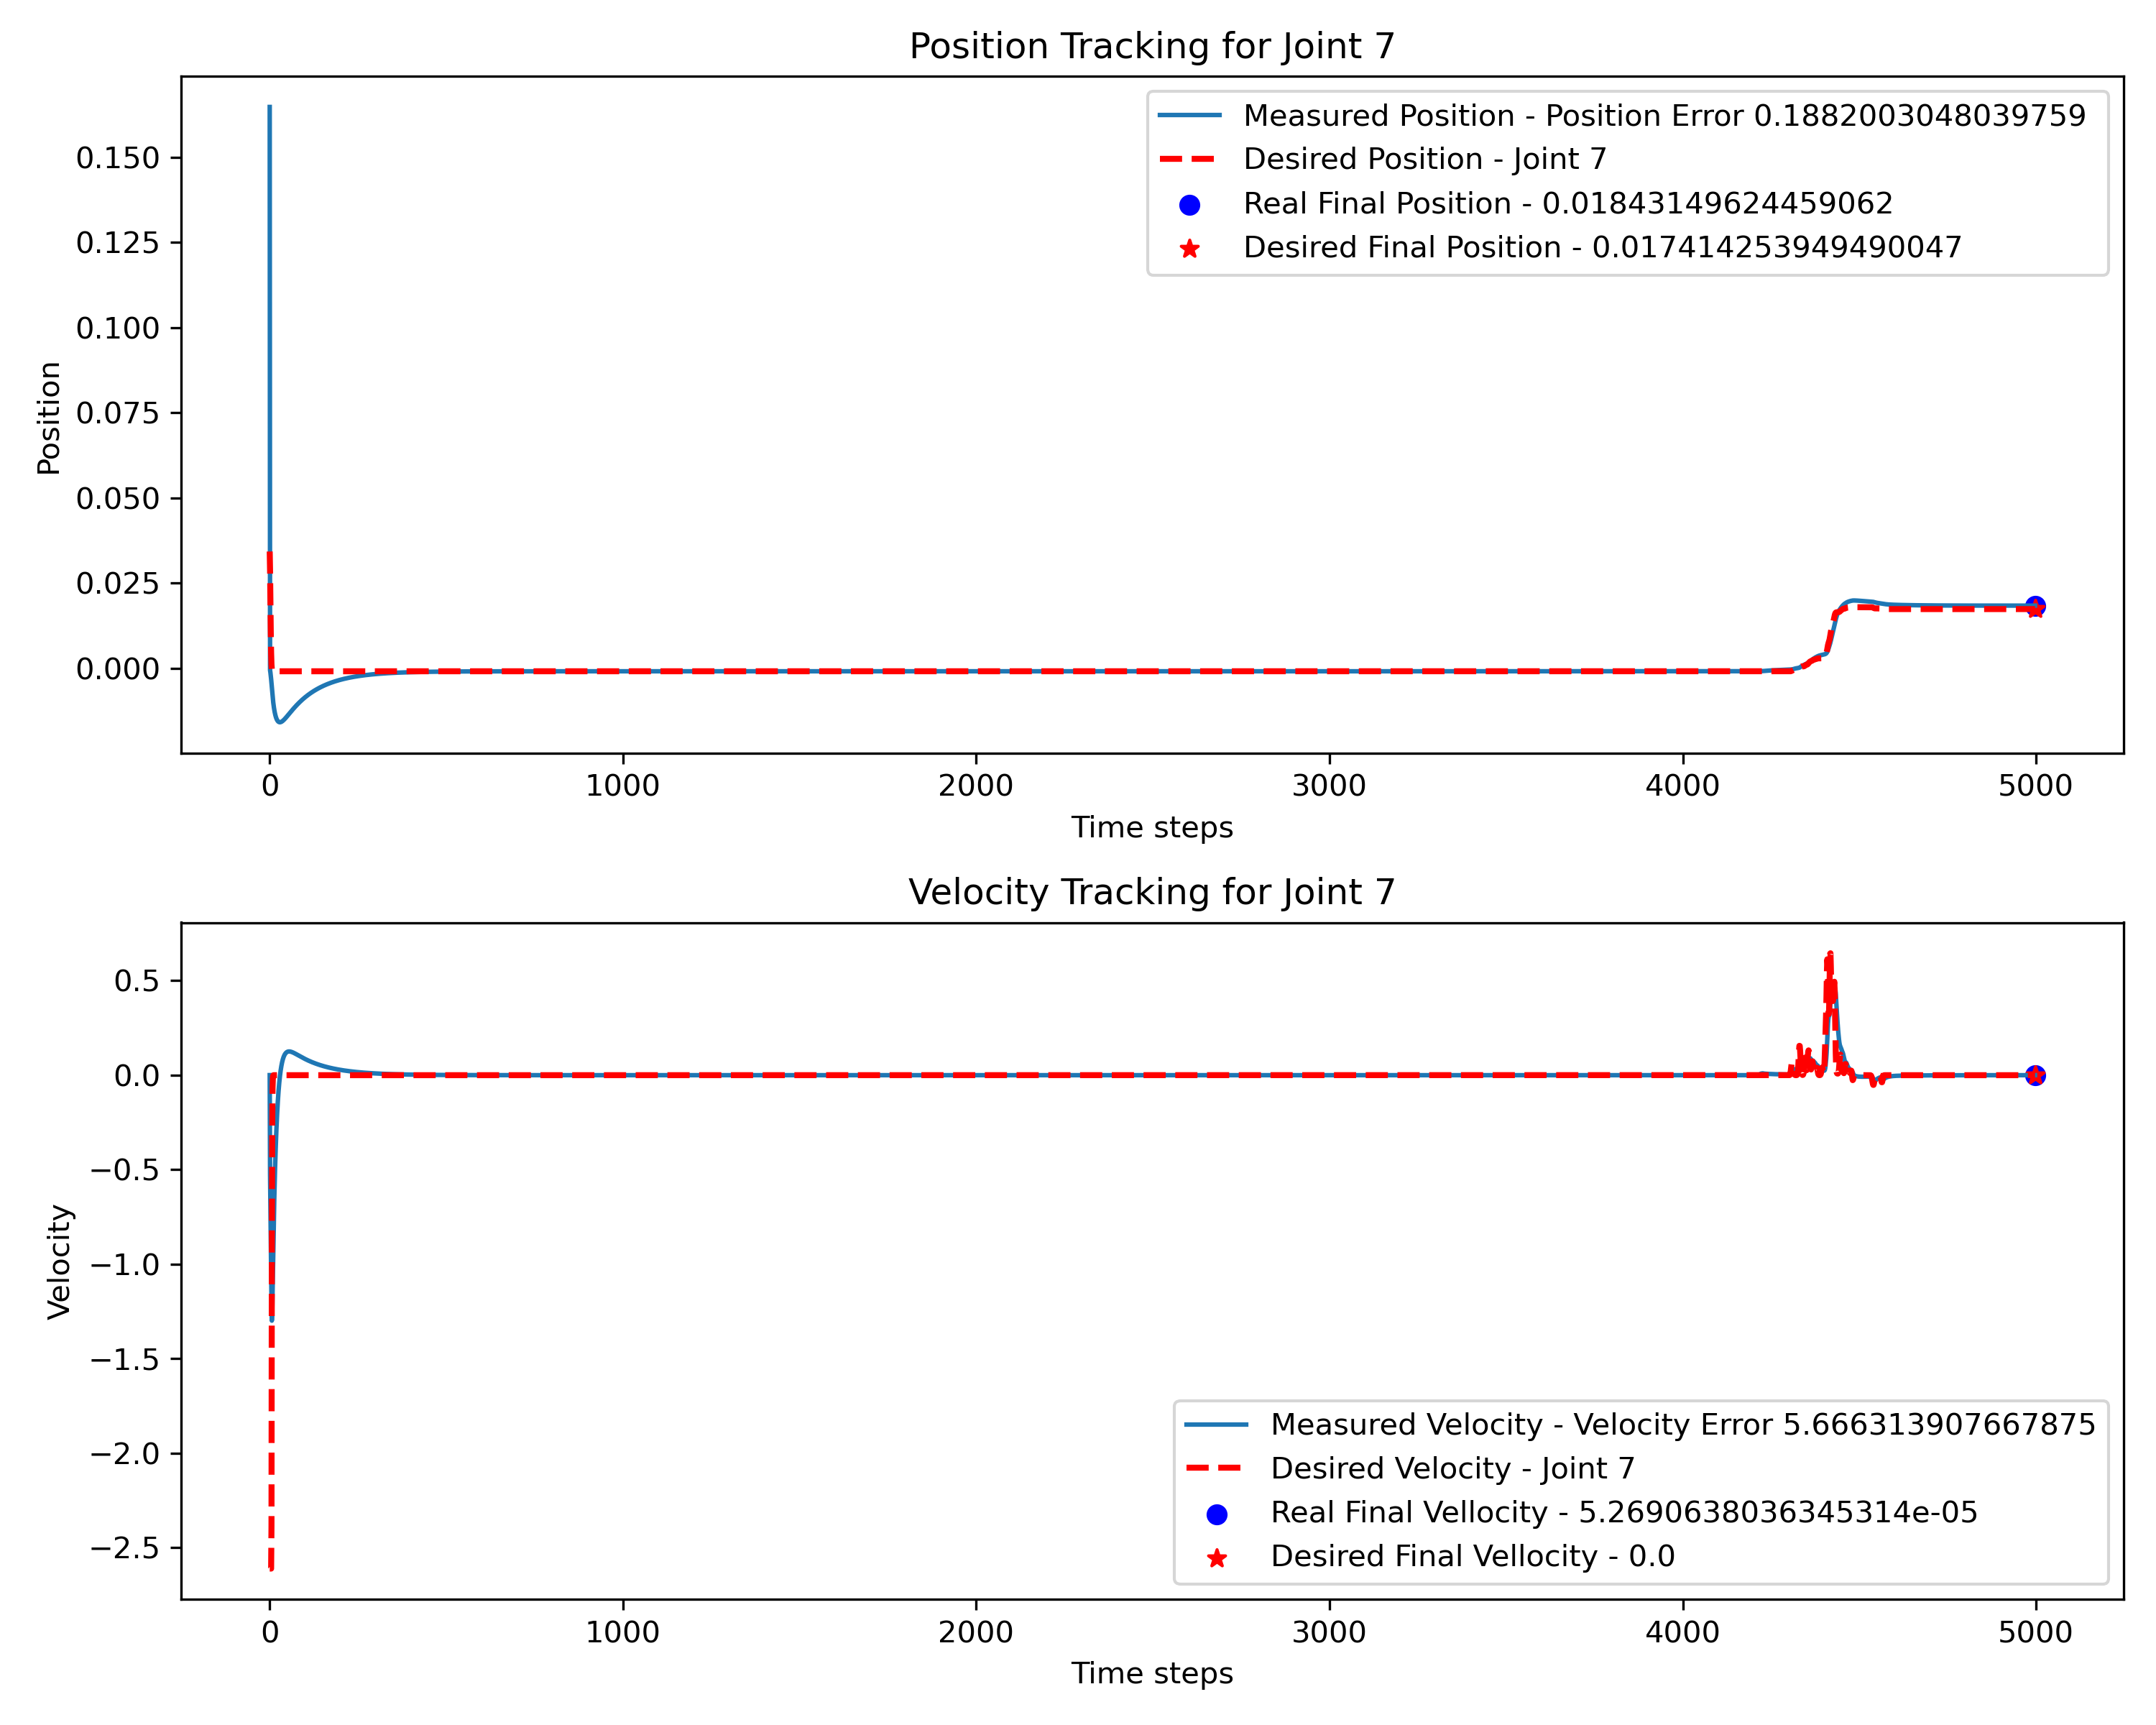 Position Tracking for Joint 7
Measured Position - Position Error 0.1882003048039759
Desired Position - Joint 7
Real Final Position - 0.01843149624459062
Desired Final Position - 0.017414253949490047
Position
0.150
0.125
0.100
0.075
0.050
0.025
0.000
0 1000 2000 3000 4000 5000
Time steps
Velocity Tracking for Joint 7
Velocity
0.5
0.0
−0.5
−1.0
−1.5
−2.0
−2.5
Measured Velocity - Velocity Error 5.666313907667875
Desired Velocity - Joint 7
Real Final Vellocity - 5.2690638036345314e-05
Desired Final Vellocity - 0.0
0 1000 2000 3000 4000 5000
Time steps